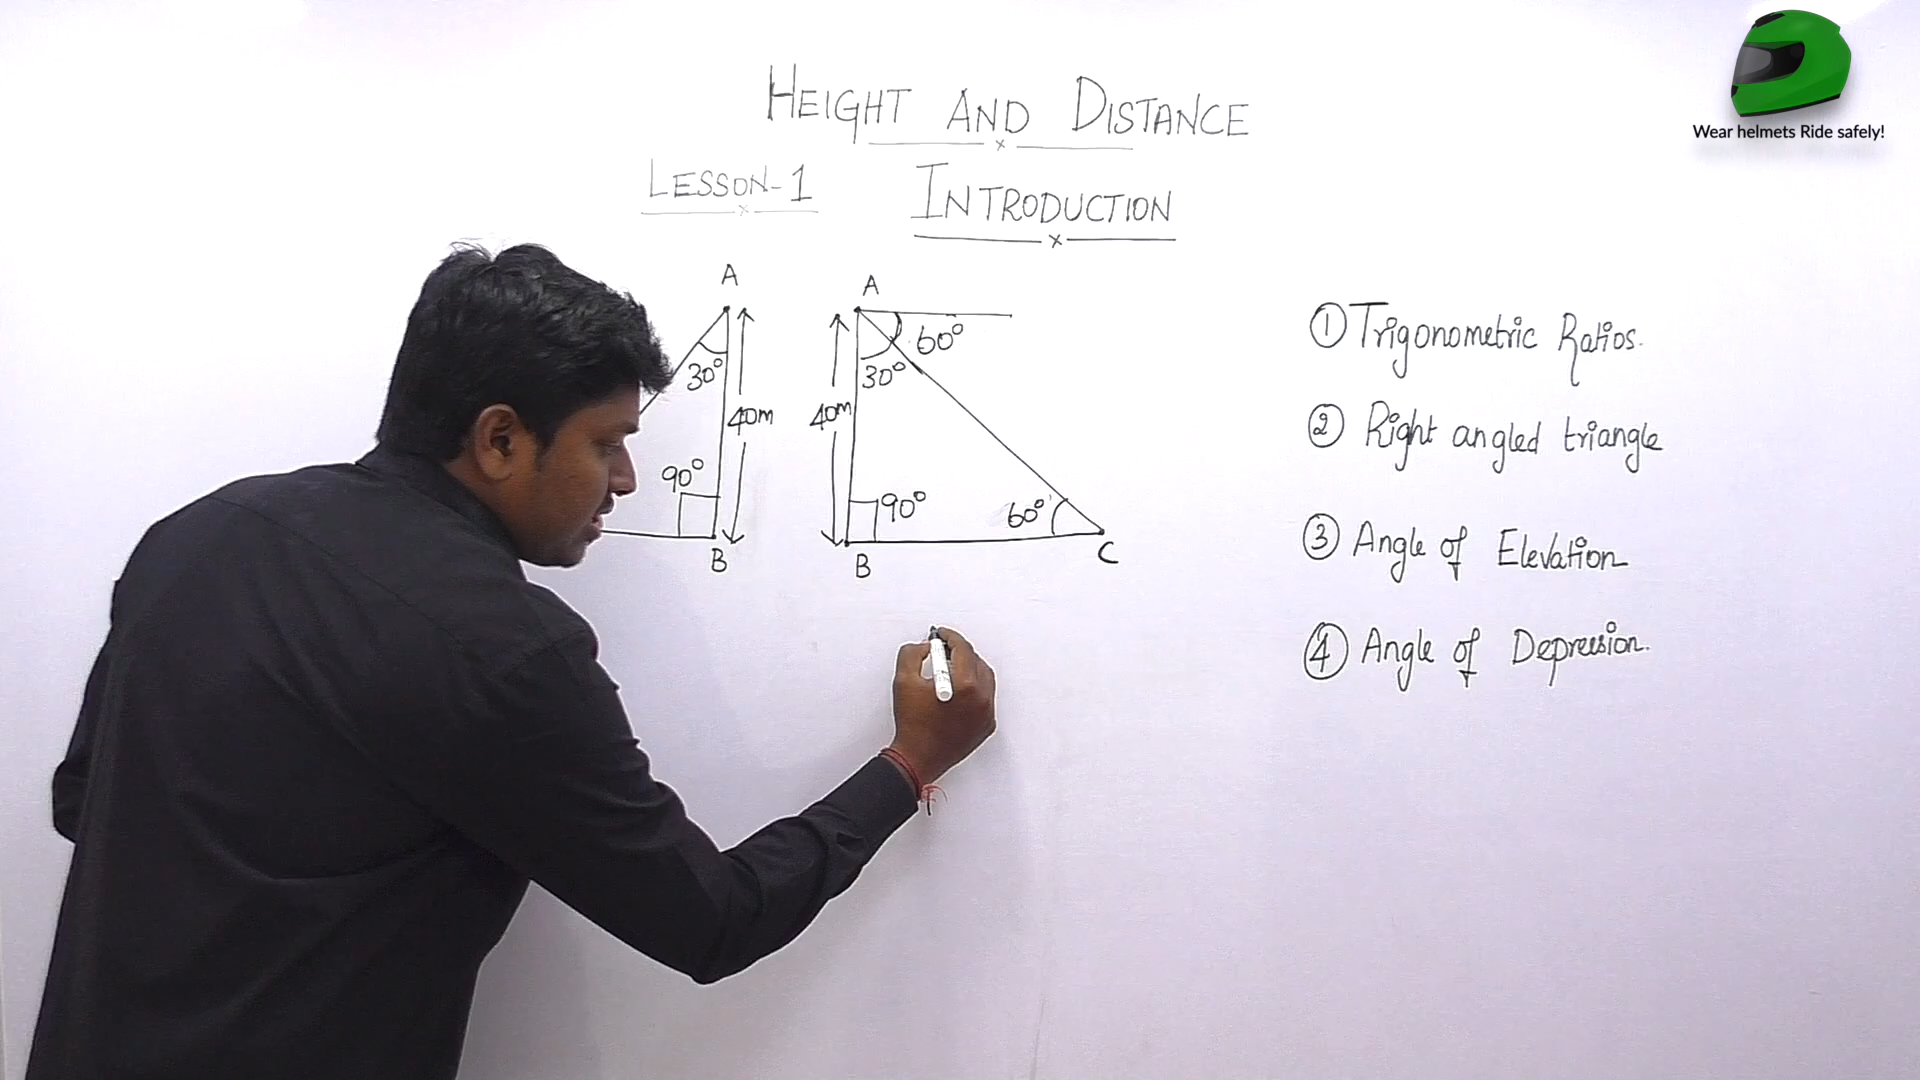 HEIGHT AND DISTANCE
LESSON-1 INTRODUCTION
Wear helmets Ride safely!
A
30°
40m
90°
B
A
60°
30°
40m
90°
60°
B
C
① Trigonometric Ratios.
② Right angled triangle
③ Angle of Elevation
④ Angle of Depression.